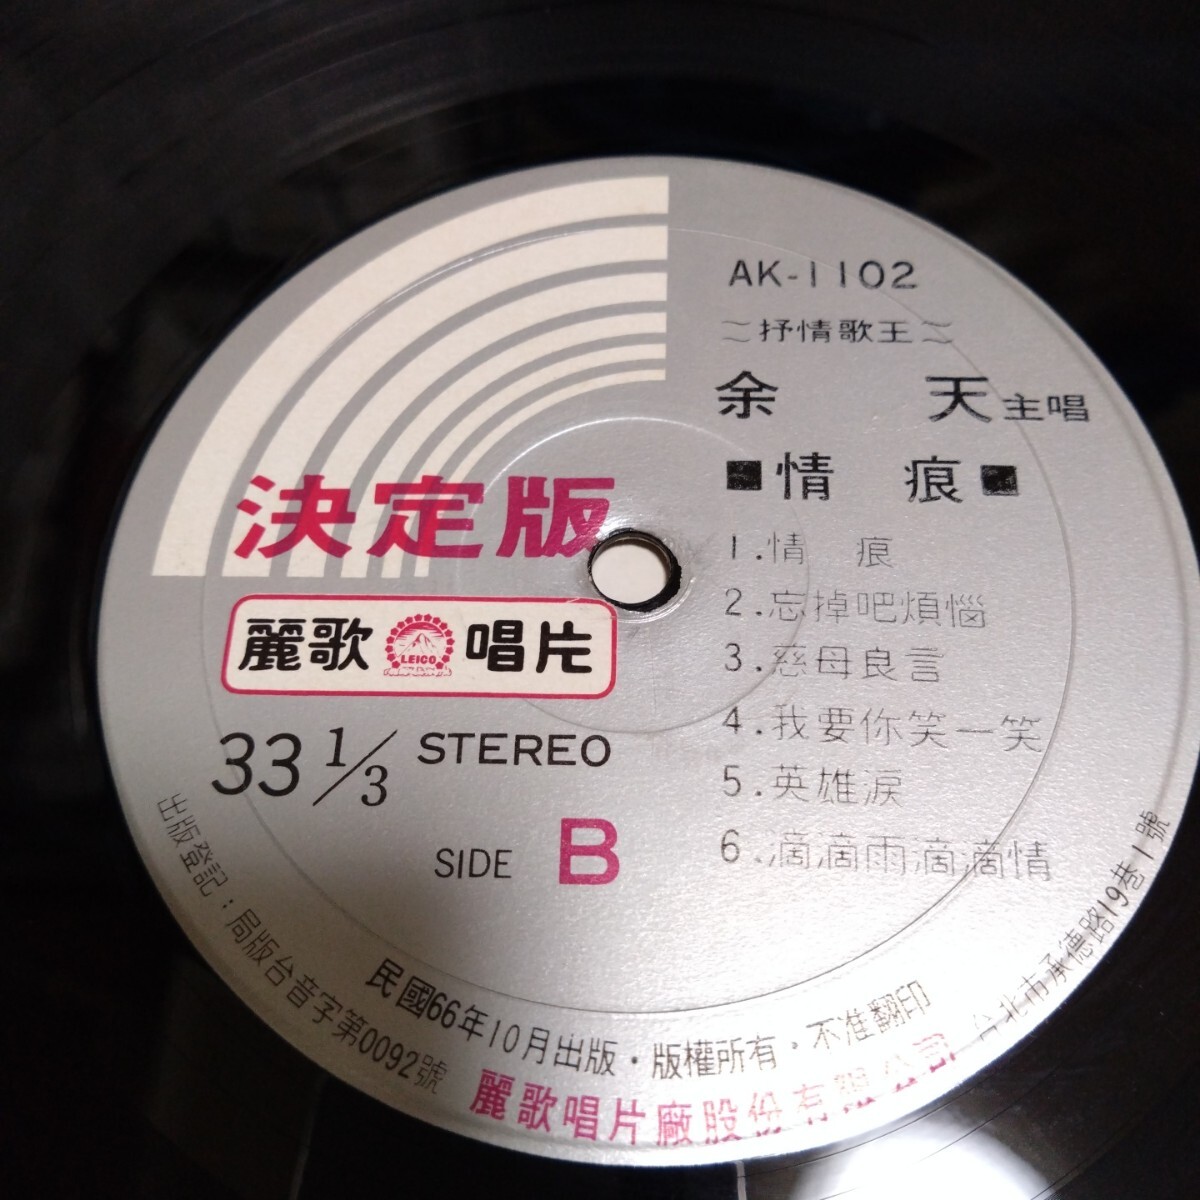 決定版
麗歌 LEICO 唱片
33 1/3 STEREO
SIDE B
AK-1102
～抒情歌王～
余 天 主唱
■情 痕■
1.情 痕
2.忘掉吧煩惱
3.慈母良言
4.我要你笑一笑
5.英雄淚
6.滴滴雨滴滴情
出版登記：局版台音字第0092號
民國66年10月出版・版權所有・不准翻印
麗歌唱片廠股份有限公司 台北市承德路19巷1號